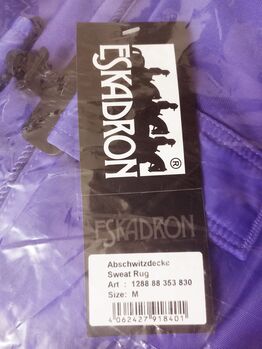 ESKADRON
®
ESKADRON
Abschwitzdecke
Sweat Rug
Art : 1288 88 353 830
Size: M
4 062427 918401